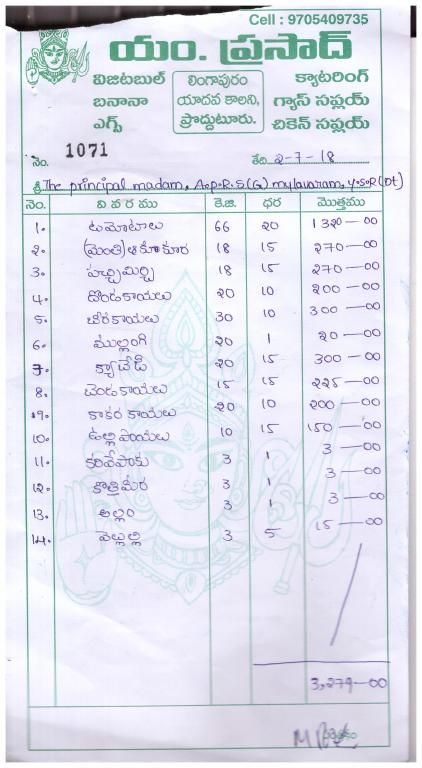 Cell : 9705409735
యం. ప్రసాద్
విజిటబుల్
బనానా
ఎగ్స్
లింగాపురం
యాదవ కాలని,
ప్రొద్దుటూరు.
క్యాటరింగ్
గ్యాస్ సప్లయ్
చికెన్ సప్లయ్
నెం. 1071 తేది 2-7-18
శ్రీ The principal madam, A.P.R.S(G) mylavaram, Y.S.R(Dt)
నెం. వివరము కె.జి. ధర మొత్తము
1. టమోటాలు 66 20 1320-00
2. (మెంతి) ఆకుకూర 18 15 270-00
3. పచ్చిమిర్చి 18 15 270-00
4. దొండకాయలు 20 10 200-00
5. బీరకాయలు 30 10 300-00
6. ముల్లంగి 20 1 20-00
7. క్యాబేజి 20 15 300-00
8. బెండకాయలు 15 15 225-00
9. కాకర కాయలు 20 10 200-00
10. ఉల్లిపాయలు 10 15 150-00
11. కరివేపాకు 3 1 3-00
12. కొత్తిమీర 3 1 3-00
13. అల్లం 3 1 3-00
14. వెల్లుల్లి 3 5 15-00
3,279-00